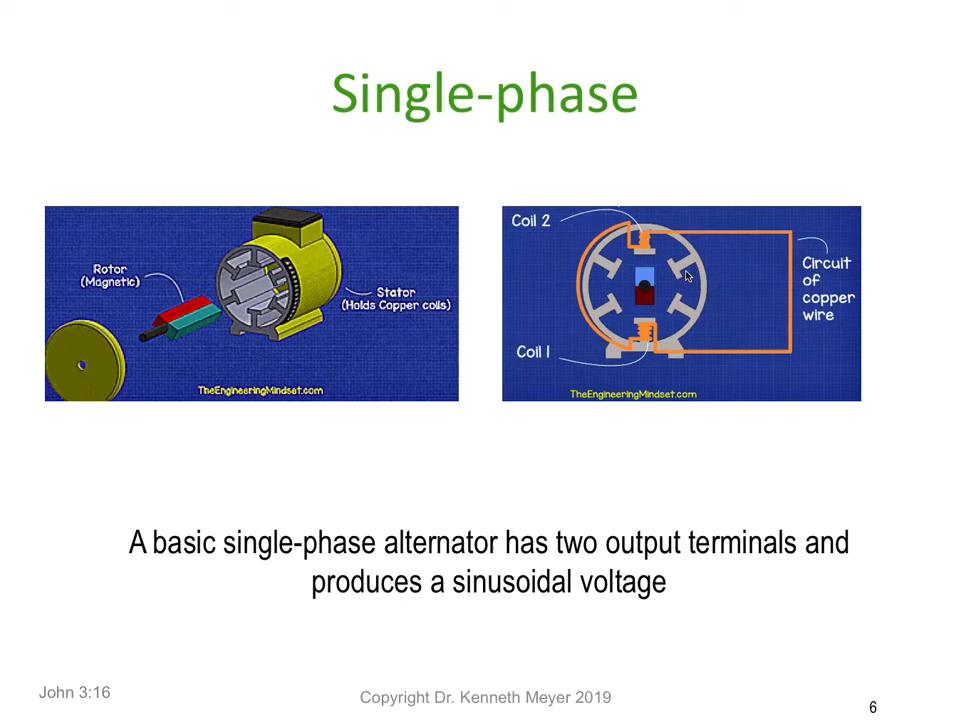 Single-phase
Rotor
(Magnetic)
Stator
(Holds Copper coils)
TheEngineeringMindset.com
Coil 2
Circuit
of
copper
wire
Coil 1
TheEngineeringMindset.com
A basic single-phase alternator has two output terminals and
produces a sinusoidal voltage
John 3:16
Copyright Dr. Kenneth Meyer 2019
6